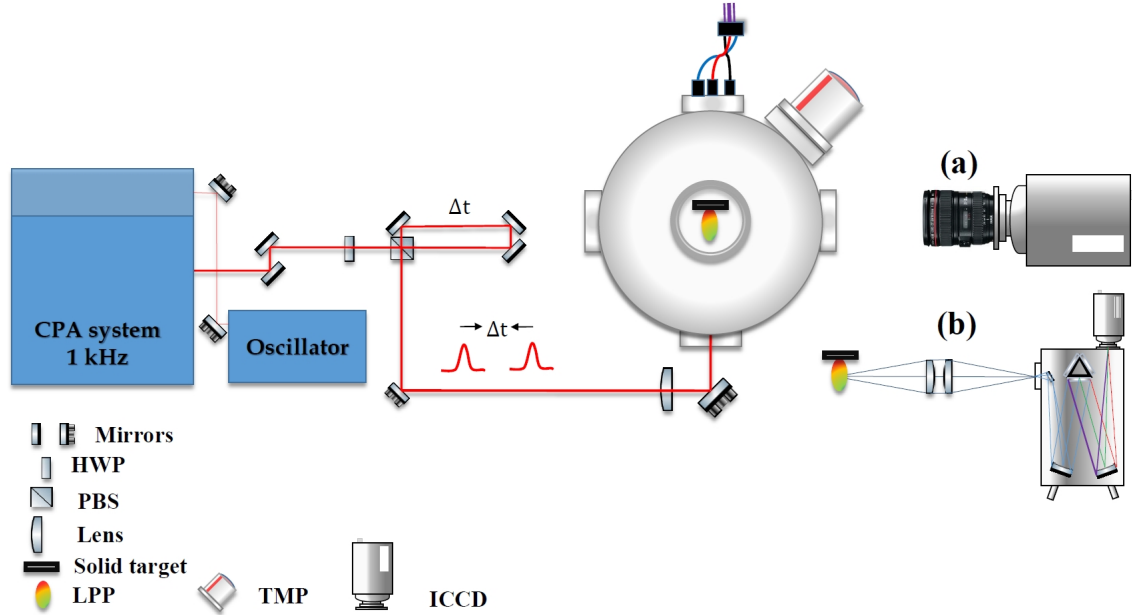 Δt
(a)
CPA system
1 kHz
Oscillator
Δt
(b)
Mirrors
HWP
PBS
Lens
Solid target
LPP
TMP
ICCD